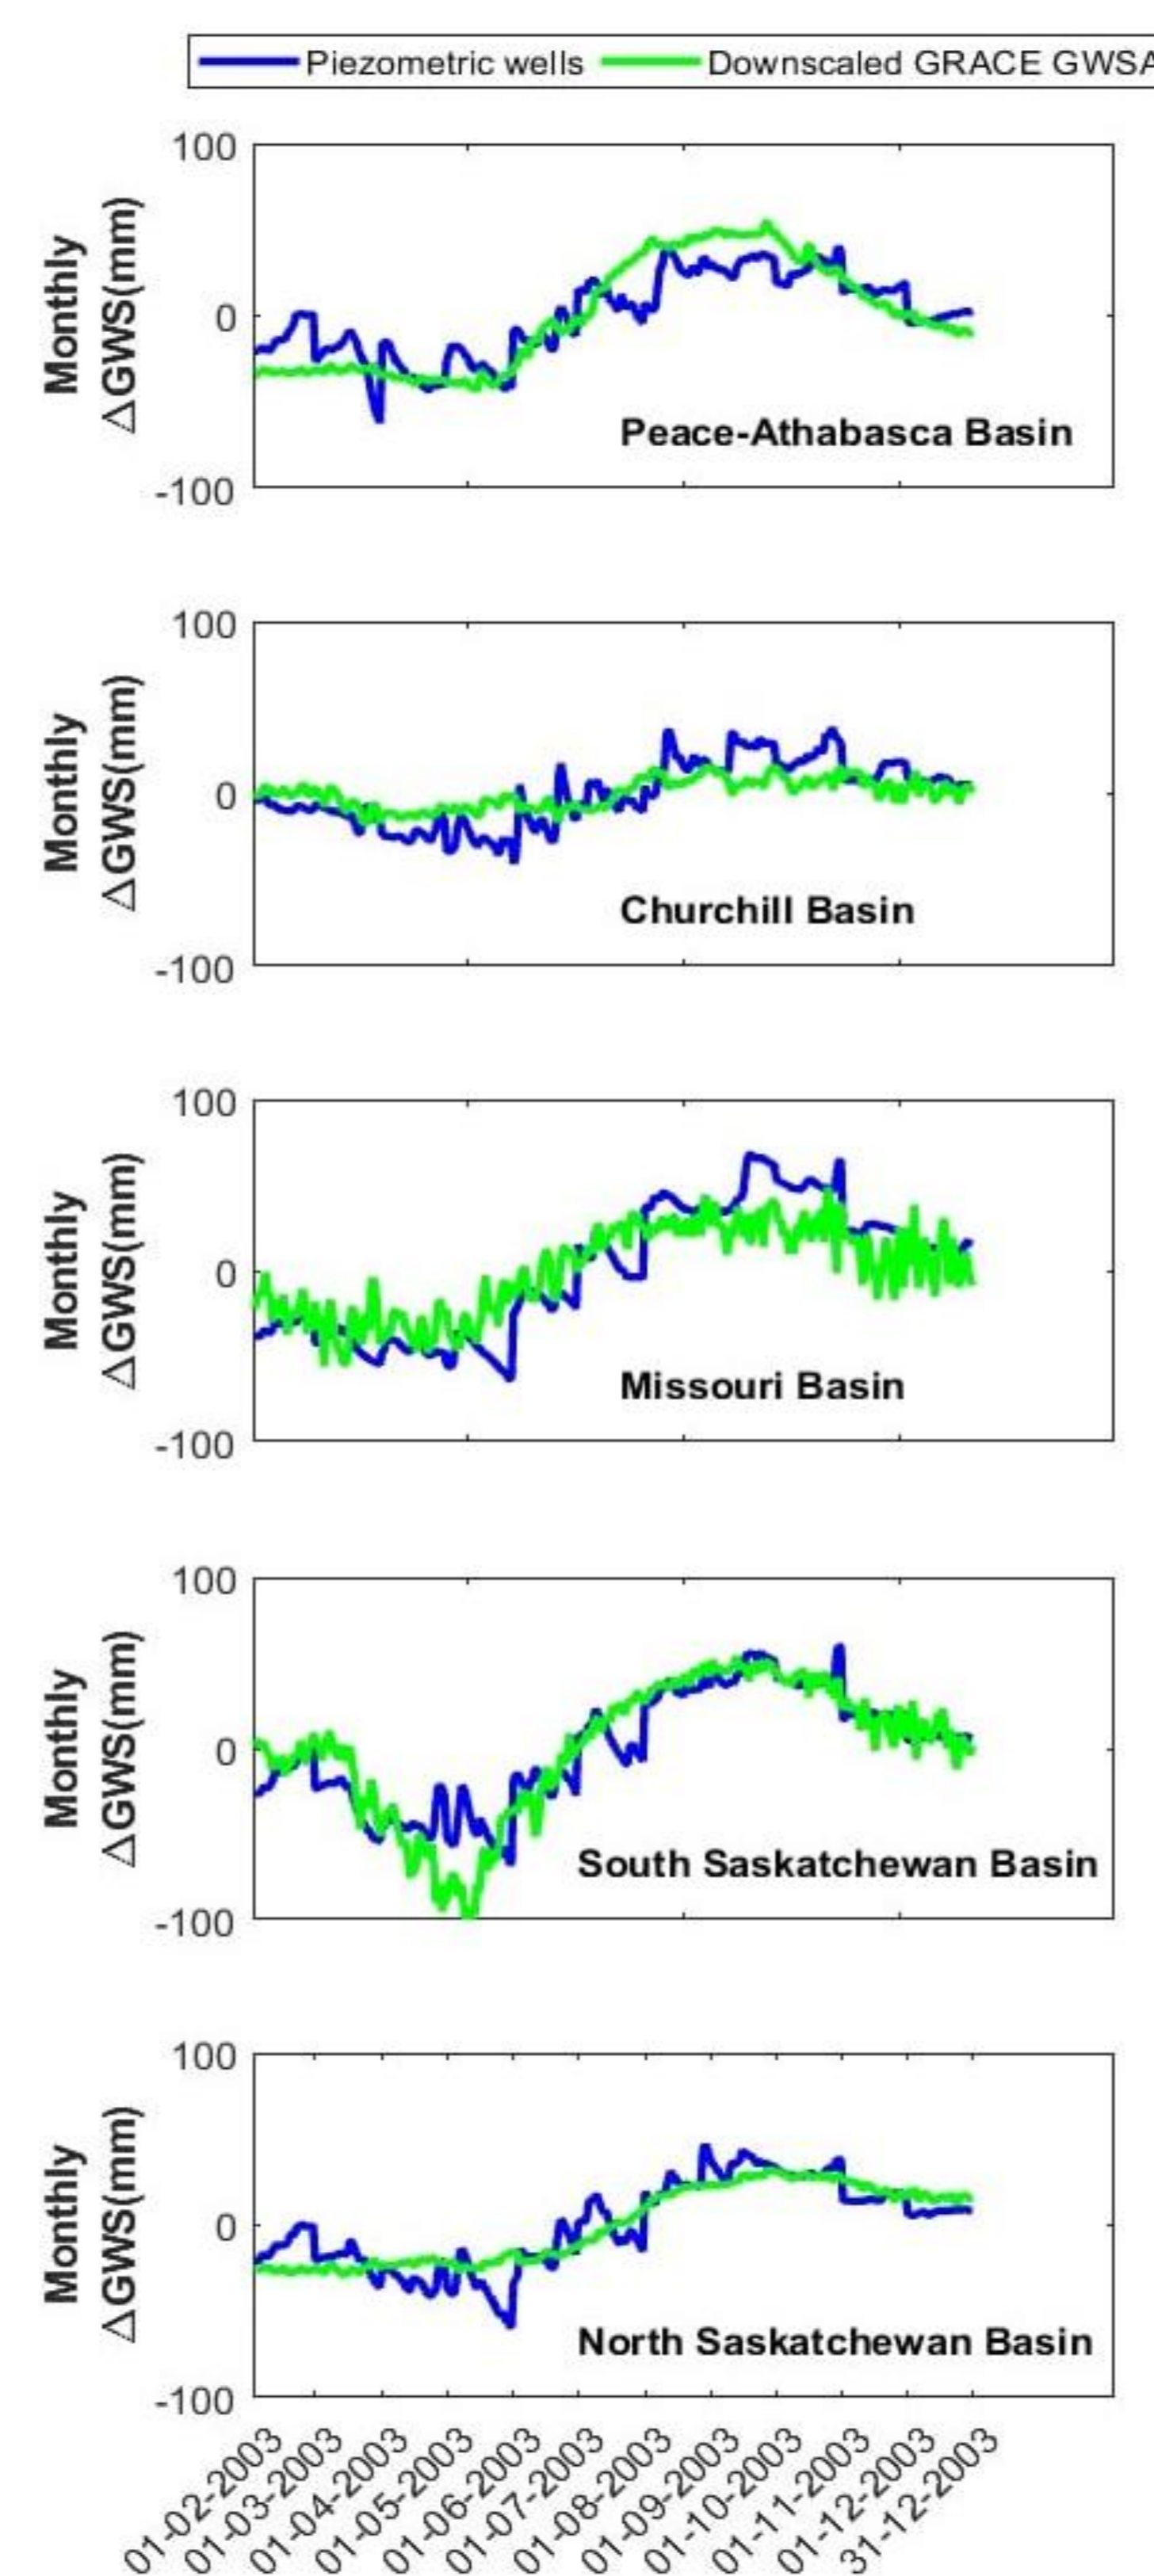 Piezometric wells Downscaled GRACE GWSA
100
0
-100
Monthly
ΔGWS(mm)
Peace-Athabasca Basin
100
0
-100
Monthly
ΔGWS(mm)
Churchill Basin
100
0
-100
Monthly
ΔGWS(mm)
Missouri Basin
100
0
-100
Monthly
ΔGWS(mm)
South Saskatchewan Basin
100
0
-100
Monthly
ΔGWS(mm)
North Saskatchewan Basin
01-02-2003
01-03-2003
01-04-2003
01-05-2003
01-06-2003
01-07-2003
01-08-2003
01-09-2003
01-10-2003
01-11-2003
01-12-2003
31-12-2003